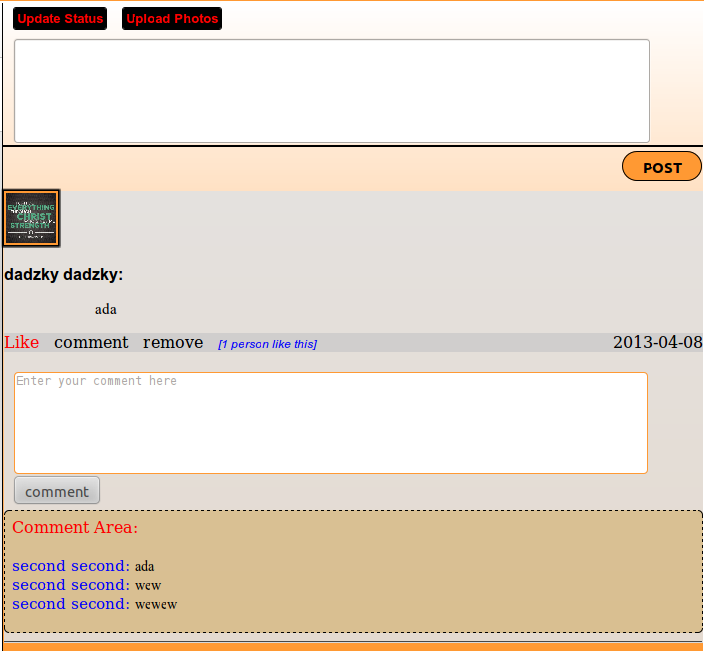 Update Status Upload Photos
POST
EVERYTHING
CHRIST
STRENGTH
dadzky dadzky:
ada
Like comment remove [1 person like this] 2013-04-08
Enter your comment here
comment
Comment Area:
second second: ada
second second: wew
second second: wewew